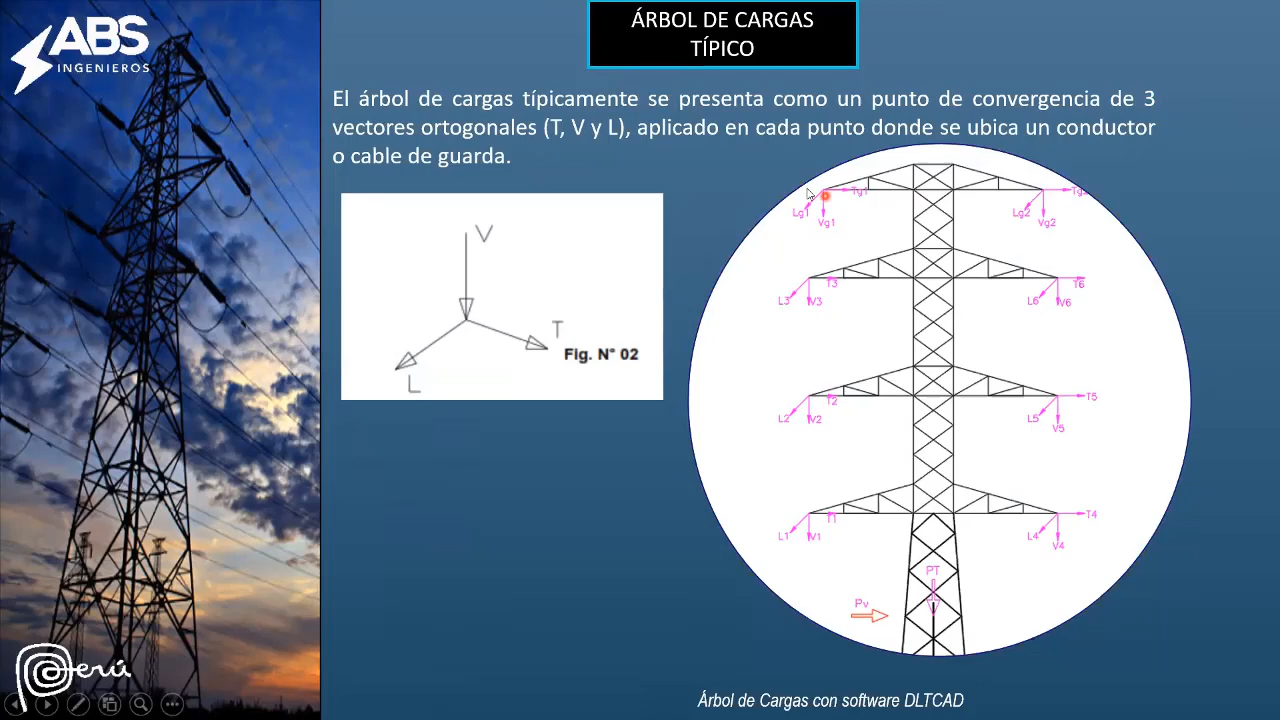 ABS
INGENIEROS
ÁRBOL DE CARGAS
TÍPICO
El árbol de cargas típicamente se presenta como un punto de convergencia de 3
vectores ortogonales (T, V y L), aplicado en cada punto donde se ubica un conductor
o cable de guarda.
V
T
Fig. N° 02
L
Tg1
Lg1
Vg1
Lg2
Vg2
T3
L3
V3
T6
L6
V6
T2
L2
V2
T5
L5
V5
T1
L1
V1
T4
L4
V4
PT
Pv
Perú
Árbol de Cargas con software DLTCAD